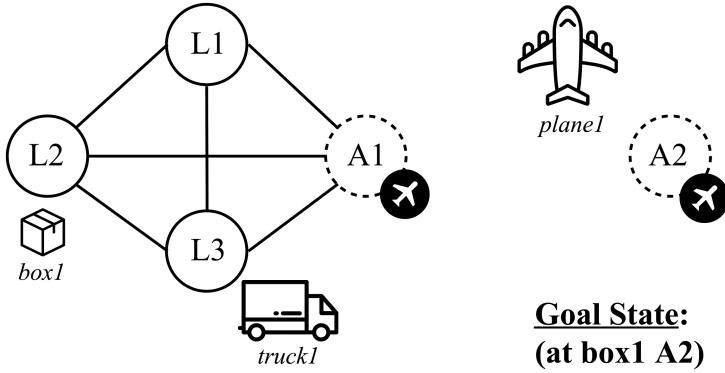 L1
plane1
L2
A1
A2
box1
L3
truck1
Goal State:
(at box1 A2)